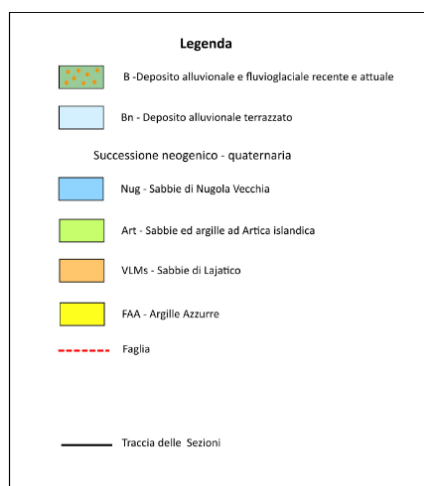 Legenda
B -Deposito alluvionale e fluvioglaciale recente e attuale
Bn - Deposito alluvionale terrazzato
Successione neogenico - quaternaria
Nug - Sabbie di Nugola Vecchia
Art - Sabbie ed argille ad Artica islandica
VLMs - Sabbie di Lajatico
FAA - Argille Azzurre
Faglia
Traccia delle Sezioni